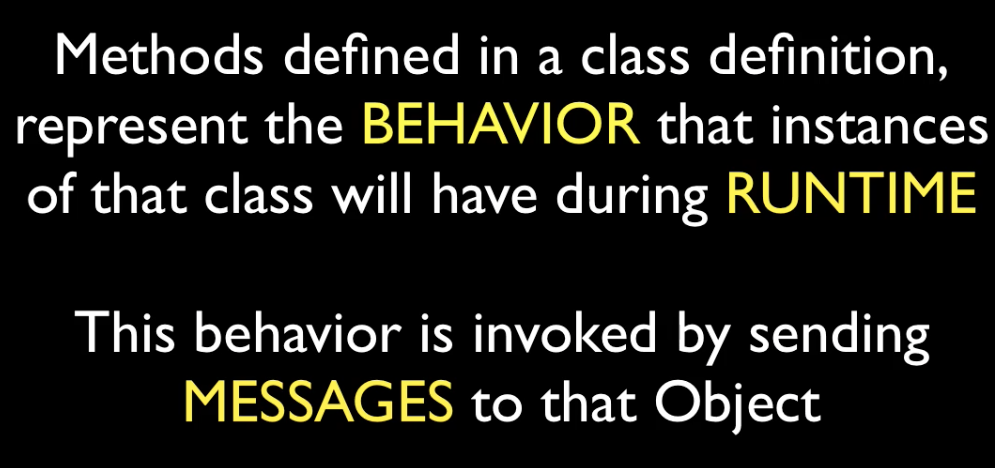 Methods defined in a class definition,
represent the BEHAVIOR that instances
of that class will have during RUNTIME
This behavior is invoked by sending
MESSAGES to that Object